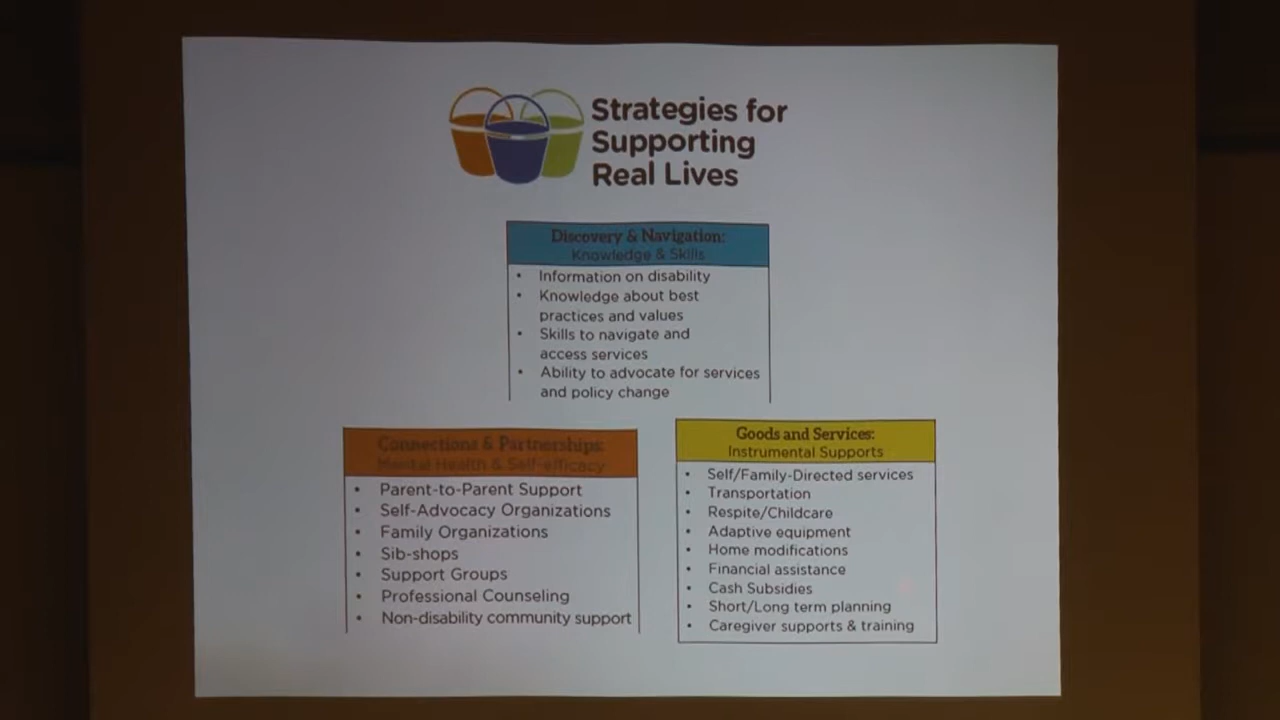 Strategies for
Supporting
Real Lives
Discovery & Navigation:
Knowledge & Skills
• Information on disability
• Knowledge about best
practices and values
• Skills to navigate and
access services
• Ability to advocate for services
and policy change
Connections & Partnerships:
Mental Health & Self-efficacy
• Parent-to-Parent Support
• Self-Advocacy Organizations
• Family Organizations
• Sib-shops
• Support Groups
• Professional Counseling
• Non-disability community support
Goods and Services:
Instrumental Supports
• Self/Family-Directed services
• Transportation
• Respite/Childcare
• Adaptive equipment
• Home modifications
• Financial assistance
• Cash Subsidies
• Short/Long term planning
• Caregiver supports & training